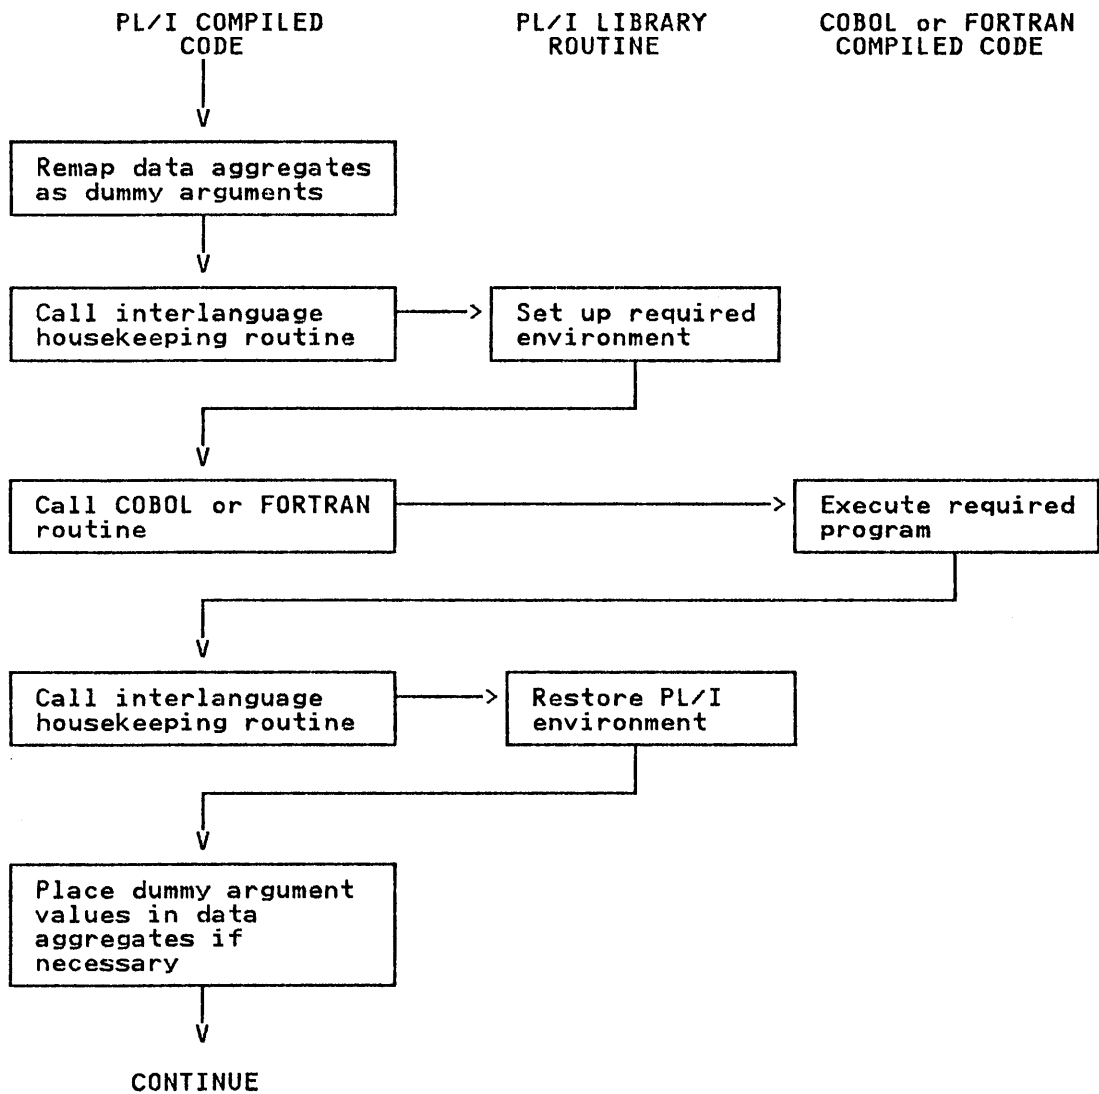 PL/I COMPILED
CODE
PL/I LIBRARY
ROUTINE
COBOL or FORTRAN
COMPILED CODE
Remap data aggregates
as dummy arguments
Call interlanguage
housekeeping routine
Set up required
environment
Call COBOL or FORTRAN
routine
Execute required
program
Call interlanguage
housekeeping routine
Restore PL/I
environment
Place dummy argument
values in data
aggregates if
necessary
CONTINUE